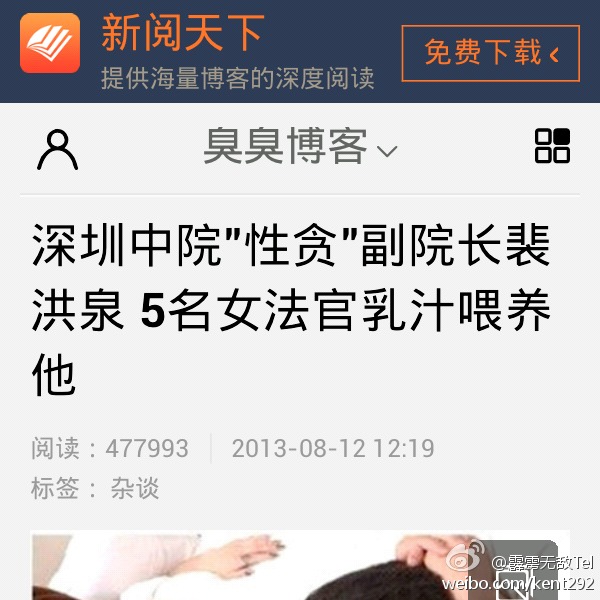 新阅天下
提供海量博客的深度阅读
免费下载
臭臭博客
深圳中院"性贪"副院长裴
洪泉 5名女法官乳汁喂养
他
阅读：477993 2013-08-12 12:19
标签： 杂谈
@霹雳无敌Tel
weibo.com/kent292